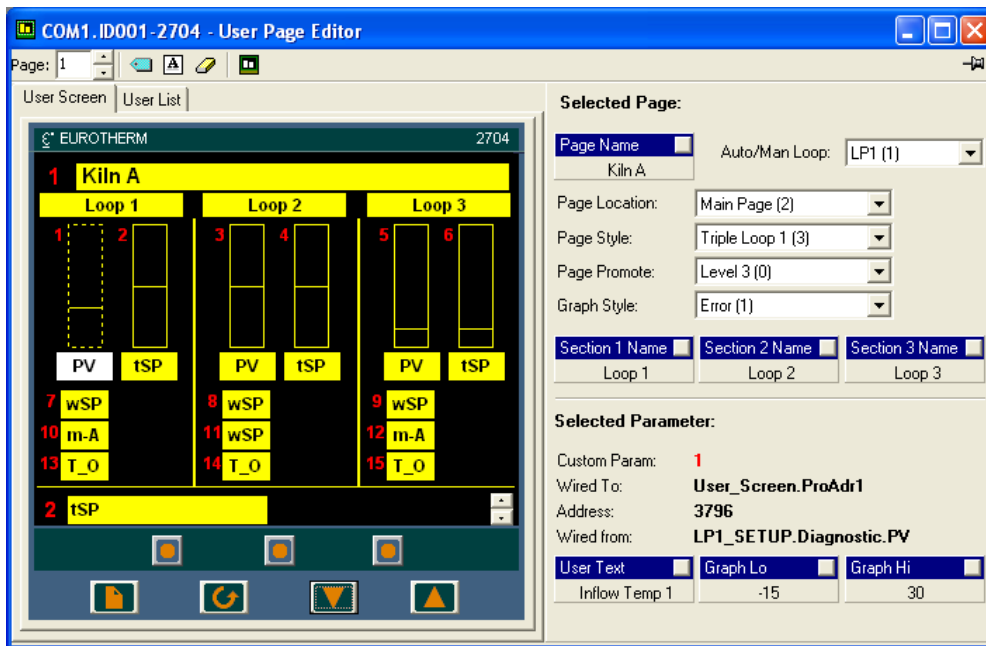 COM1.ID001-2704 - User Page Editor
Page: 1 A
User Screen User List
EUROTHERM 2704
1 Kiln A
Loop 1 Loop 2 Loop 3
1 2 3 4 5 6
PV tSP PV tSP PV tSP
7 wSP 8 wSP 9 wSP
10 m-A 11 wSP 12 m-A
13 T_O 14 T_O 15 T_O
2 tSP
Selected Page:
Page Name Auto/Man Loop: LP1 (1)
Kiln A
Page Location: Main Page (2)
Page Style: Triple Loop 1 (3)
Page Promote: Level 3 (0)
Graph Style: Error (1)
Section 1 Name Section 2 Name Section 3 Name
Loop 1 Loop 2 Loop 3
Selected Parameter:
Custom Param: 1
Wired To: User_Screen.ProAdr1
Address: 3796
Wired from: LP1_SETUP.Diagnostic.PV
User Text Graph Lo Graph Hi
Inflow Temp 1 -15 30